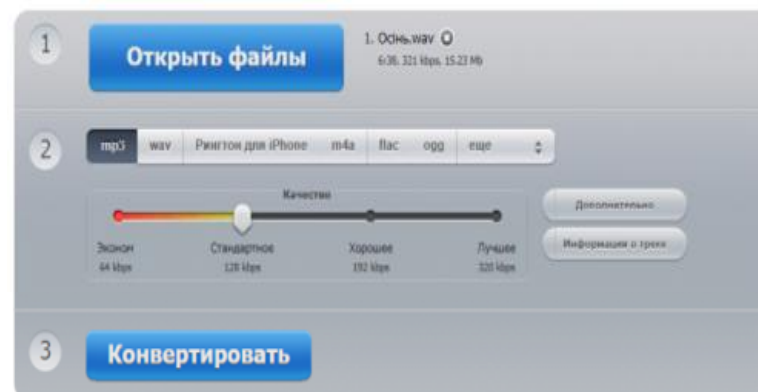 1
Открыть файлы
1. Осінь.wav
6:38, 321 kbps, 15.23 Mb
2
mp3 wav Рингтон для iPhone m4a flac ogg еще
Качество
Эконом Стандартное Хорошее Лучшее
64 kbps 128 kbps 192 kbps 320 kbps
Дополнительно
Информация о треке
3
Конвертировать